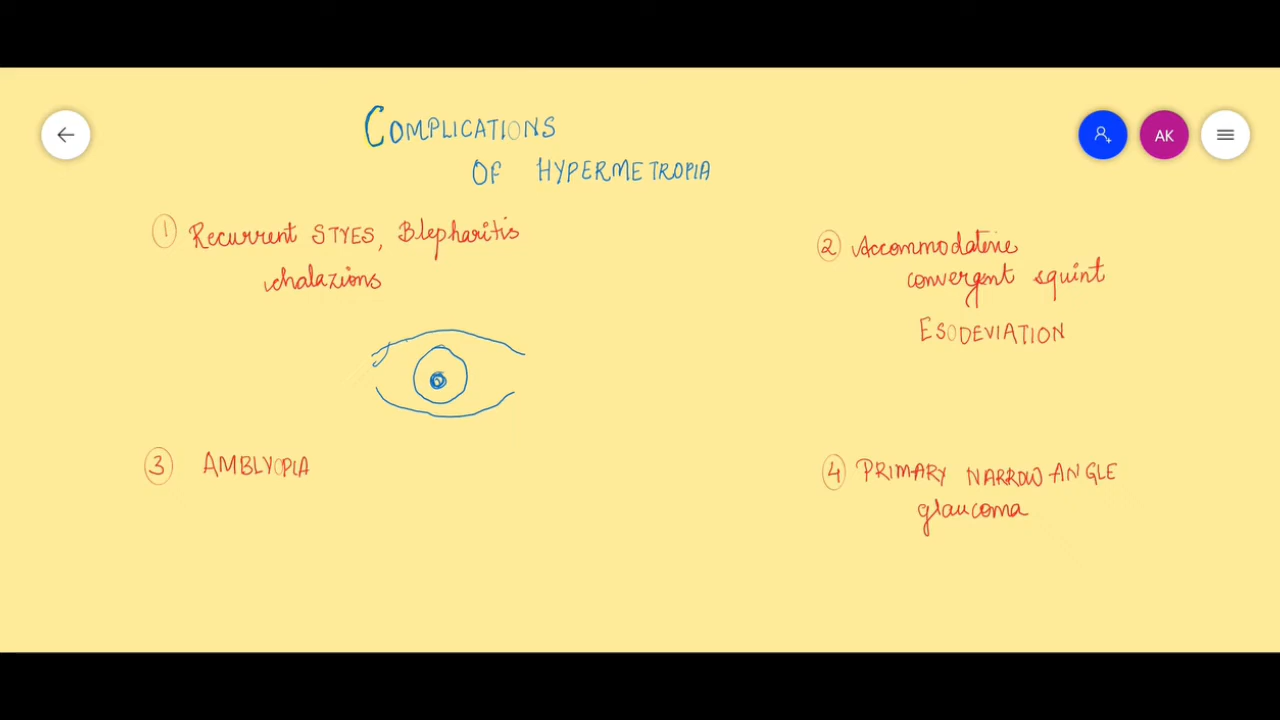 COMPLICATIONS
OF HYPERMETROPIA
AK
1 Recurrent STYES, Blepharitis
chalazions
2 Accommodative
convergent squint
ESODEVIATION
3 AMBLYOPIA
4 PRIMARY NARROW ANGLE
glaucoma